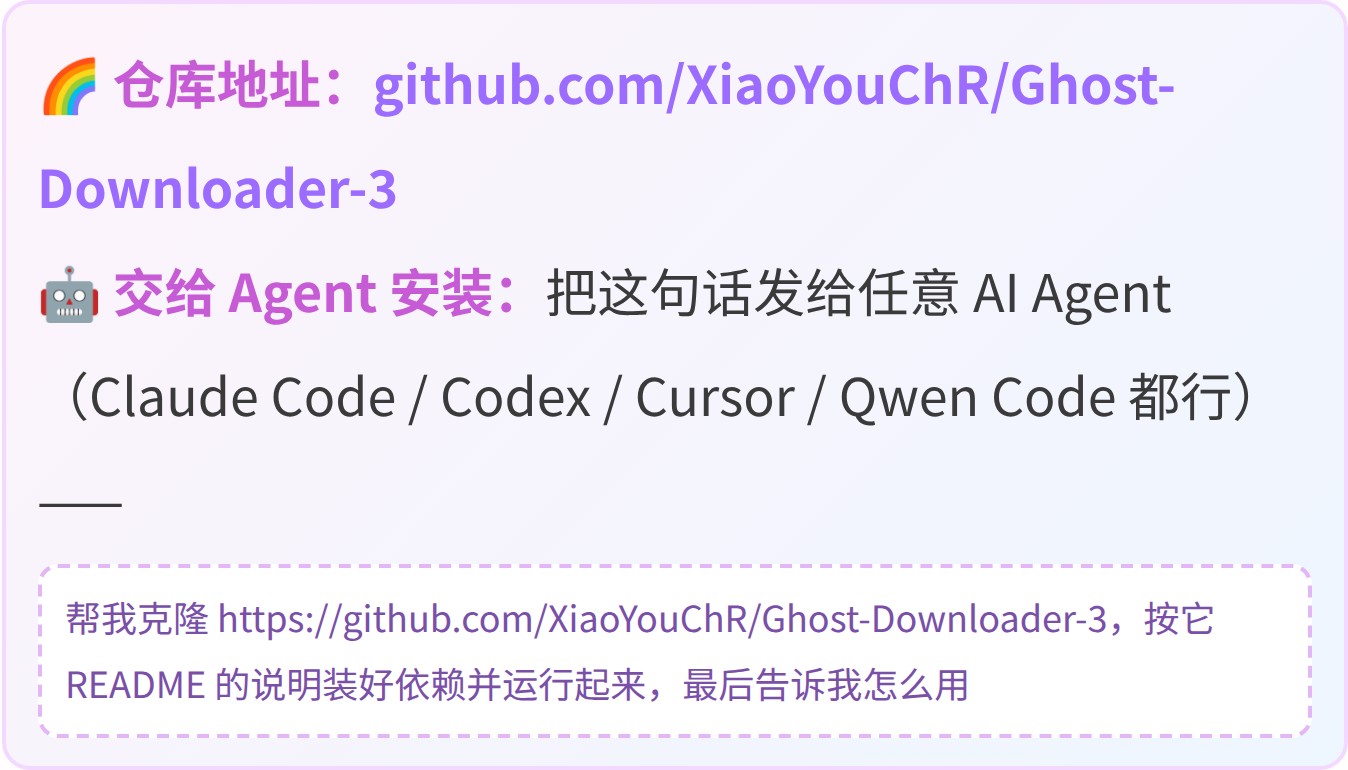 🌈 仓库地址：github.com/XiaoYouChR/Ghost-
Downloader-3
🤖 交给 Agent 安装：把这句话发给任意 AI Agent
（Claude Code / Codex / Cursor / Qwen Code 都行）
——
帮我克隆 https://github.com/XiaoYouChR/Ghost-Downloader-3，按它
README 的说明装好依赖并运行起来，最后告诉我怎么用